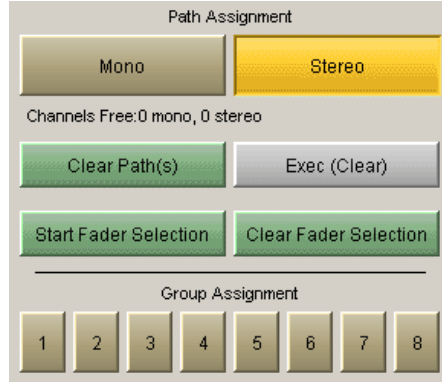 Path Assignment
Mono Stereo
Channels Free:0 mono, 0 stereo
Clear Path(s) Exec (Clear)
Start Fader Selection Clear Fader Selection
Group Assignment
1 2 3 4 5 6 7 8